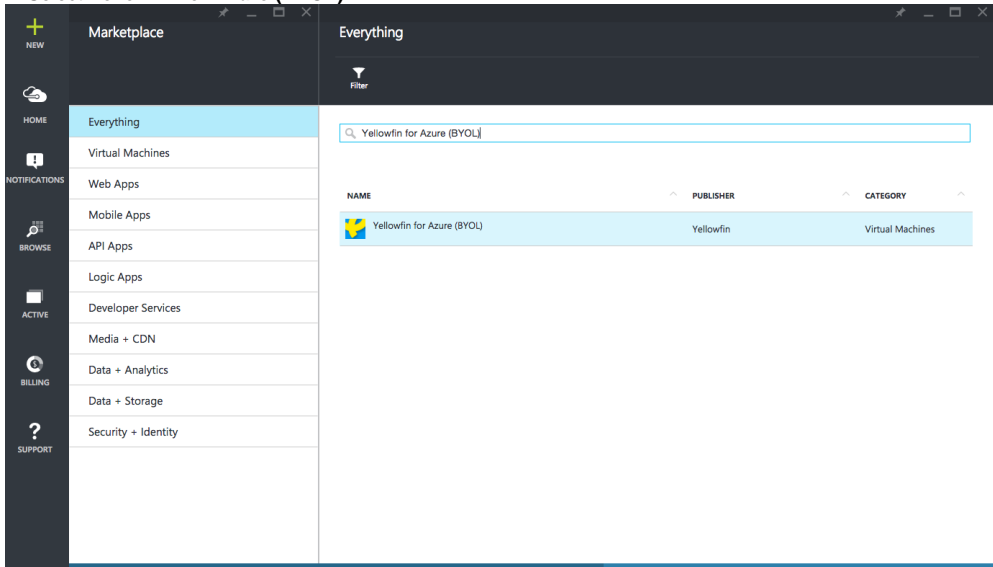 NEW
HOME
NOTIFICATIONS
BROWSE
ACTIVE
BILLING
SUPPORT
Marketplace
Everything
Virtual Machines
Web Apps
Mobile Apps
API Apps
Logic Apps
Developer Services
Media + CDN
Data + Analytics
Data + Storage
Security + Identity
Everything
Filter
Yellowfin for Azure (BYOL)
NAME PUBLISHER CATEGORY
Yellowfin for Azure (BYOL) Yellowfin Virtual Machines